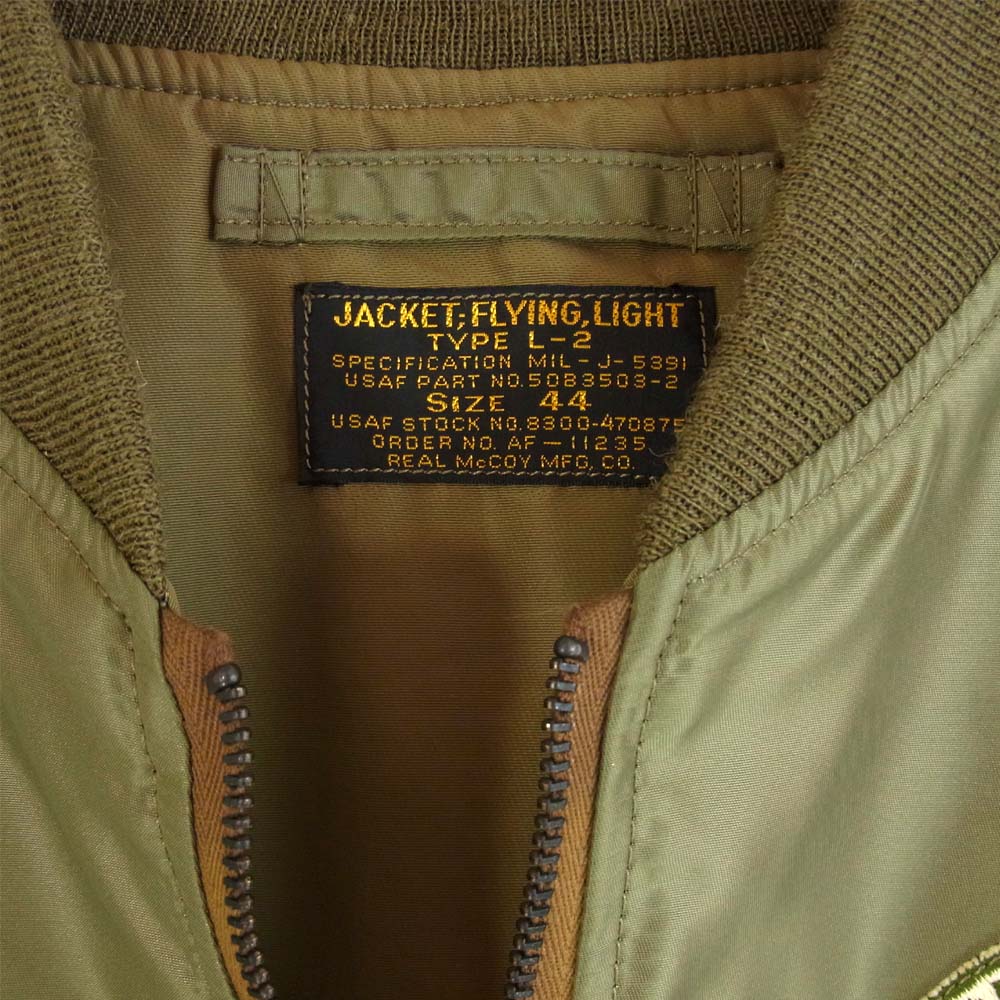 JACKET; FLYING, LIGHT
TYPE L-2
SPECIFICATION MIL-J-5391
USAF PART NO. 50B3503-2
SIZE 44
USAF STOCK NO. 8300-470875
ORDER NO. AF-11235
REAL McCOY MFG, CO.